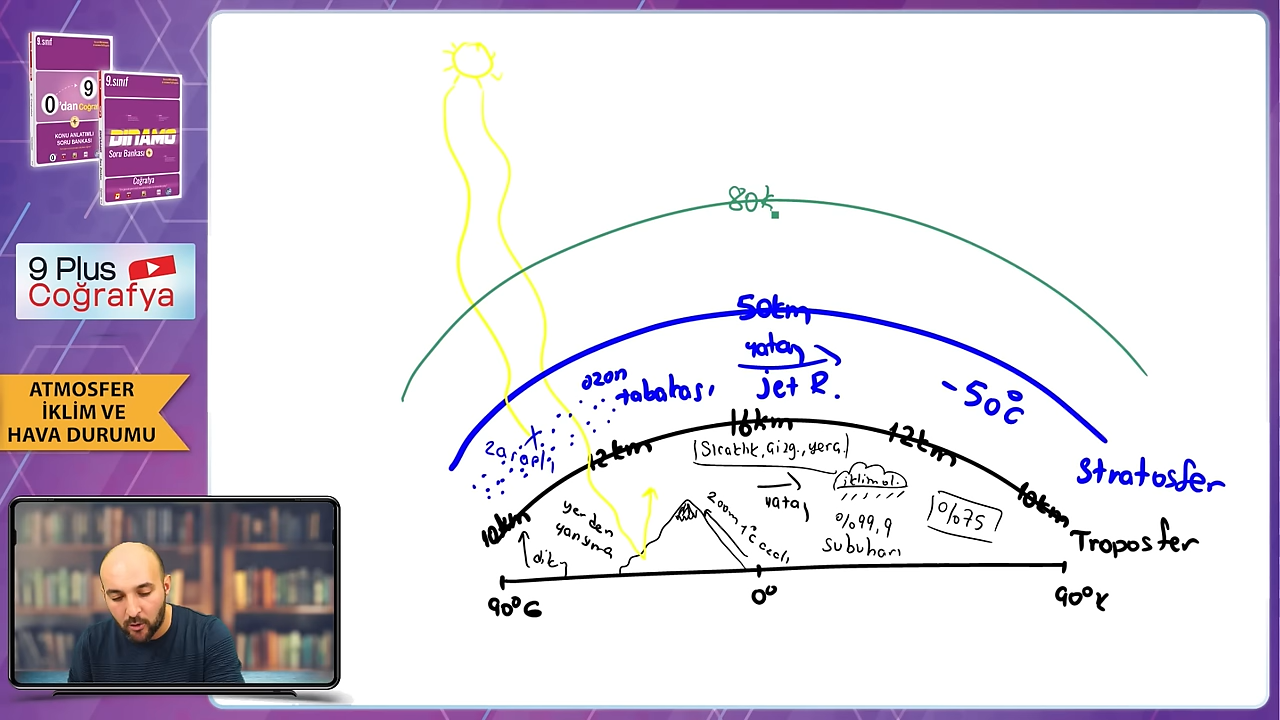 9.sınıf
0'dan 9
Coğrafya
KONU ANLATIMLI
SORU BANKASI
9.sınıf
DİNAMO
Soru Bankası
Coğrafya
9 Plus
Coğrafya
ATMOSFER
İKLİM VE
HAVA DURUMU
80k
50km
yatay
jet R.
ozon
tabakası
-50°C
zararlı
16km
12km
12km
10km
10km
Sıcaklık, Rüzg., yerç.
yatay
iklim ol.
%99,9
subuharı
%75
yerden
yansıma
dik
200m 1°C azalı
Stratosfer
Troposfer
90°G
0°
90°K